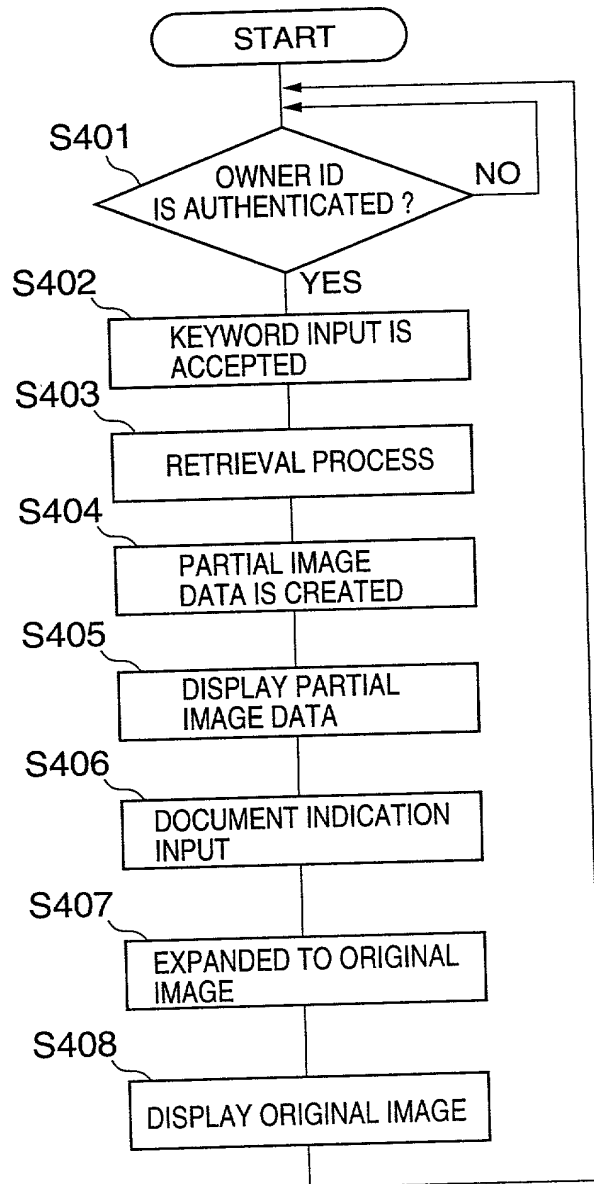 START
S401
OWNER ID
IS AUTHENTICATED ?
NO
YES
S402
KEYWORD INPUT IS
ACCEPTED
S403
RETRIEVAL PROCESS
S404
PARTIAL IMAGE
DATA IS CREATED
S405
DISPLAY PARTIAL
IMAGE DATA
S406
DOCUMENT INDICATION
INPUT
S407
EXPANDED TO ORIGINAL
IMAGE
S408
DISPLAY ORIGINAL IMAGE